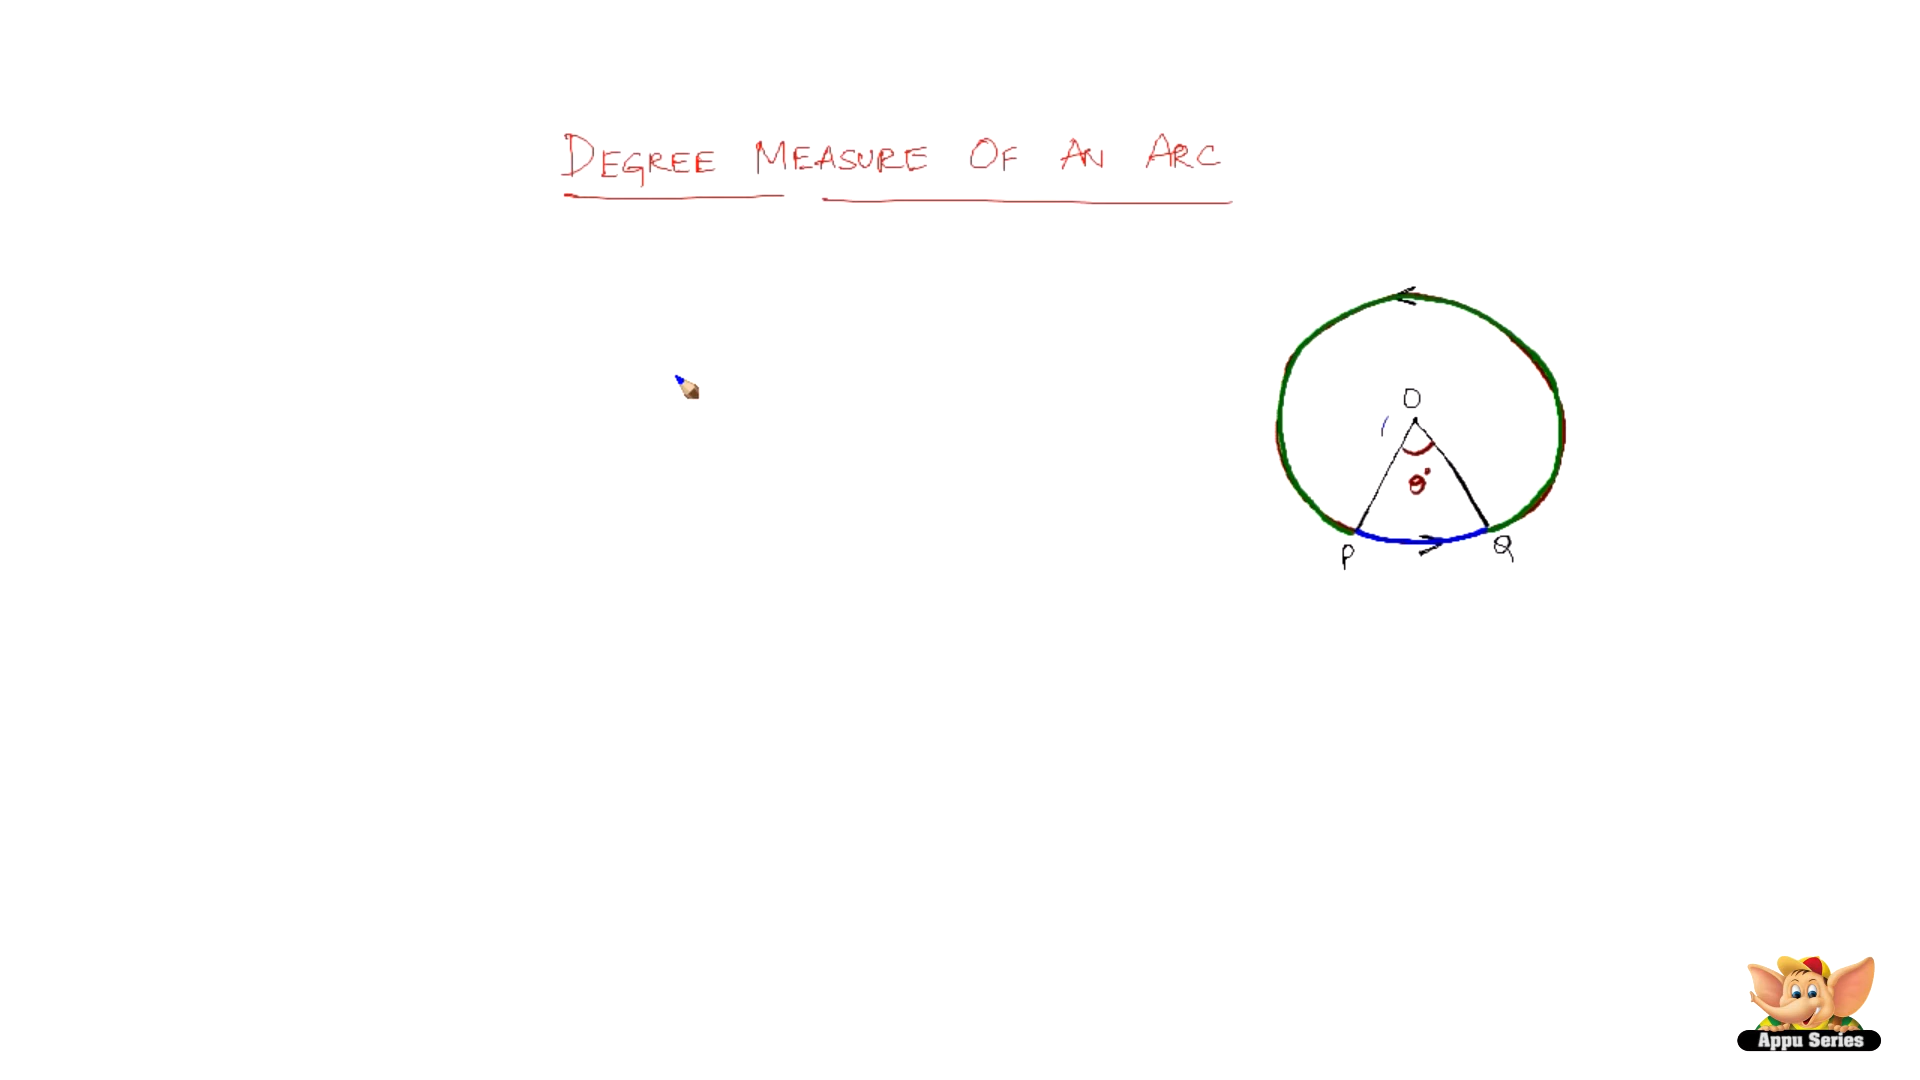 DEGREE MEASURE OF AN ARC
O
θ°
P
Q
Appu Series